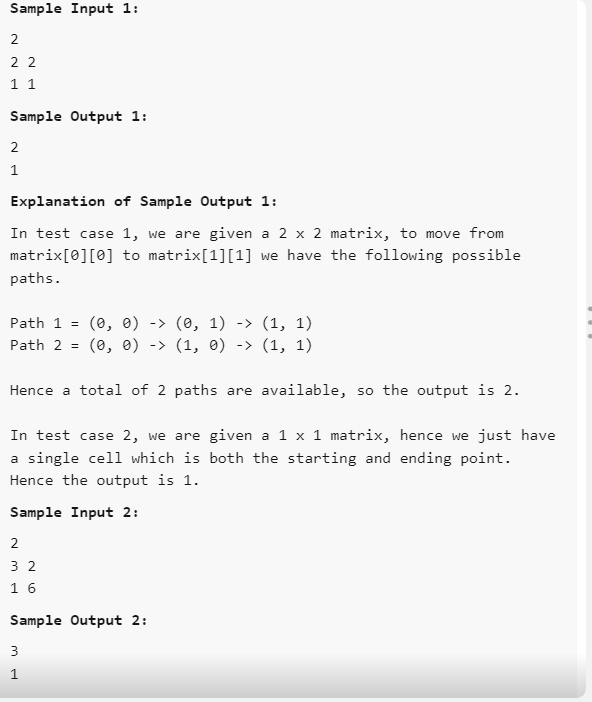 Sample Input 1:
2
2 2
1 1
Sample Output 1:
2
1
Explanation of Sample Output 1:
In test case 1, we are given a 2 x 2 matrix, to move from
matrix[0][0] to matrix[1][1] we have the following possible
paths.
Path 1 = (0, 0) -> (0, 1) -> (1, 1)
Path 2 = (0, 0) -> (1, 0) -> (1, 1)
Hence a total of 2 paths are available, so the output is 2.
In test case 2, we are given a 1 x 1 matrix, hence we just have
a single cell which is both the starting and ending point.
Hence the output is 1.
Sample Input 2:
2
3 2
1 6
Sample Output 2:
3
1